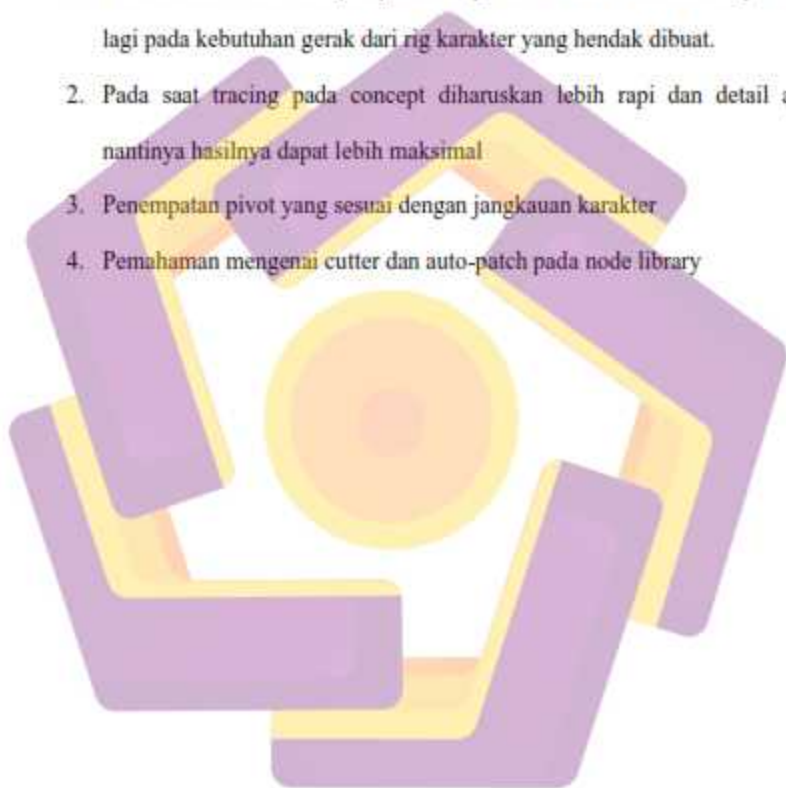 lagi pada kebutuhan gerak dari rig karakter yang hendak dibuat.
2. Pada saat tracing pada concept diharuskan lebih rapi dan detail
nantinya hasilnya dapat lebih maksimal
3. Penempatan pivot yang sesuai dengan jangkauan karakter
4. Pemahaman mengenai cutter dan auto-patch pada node library